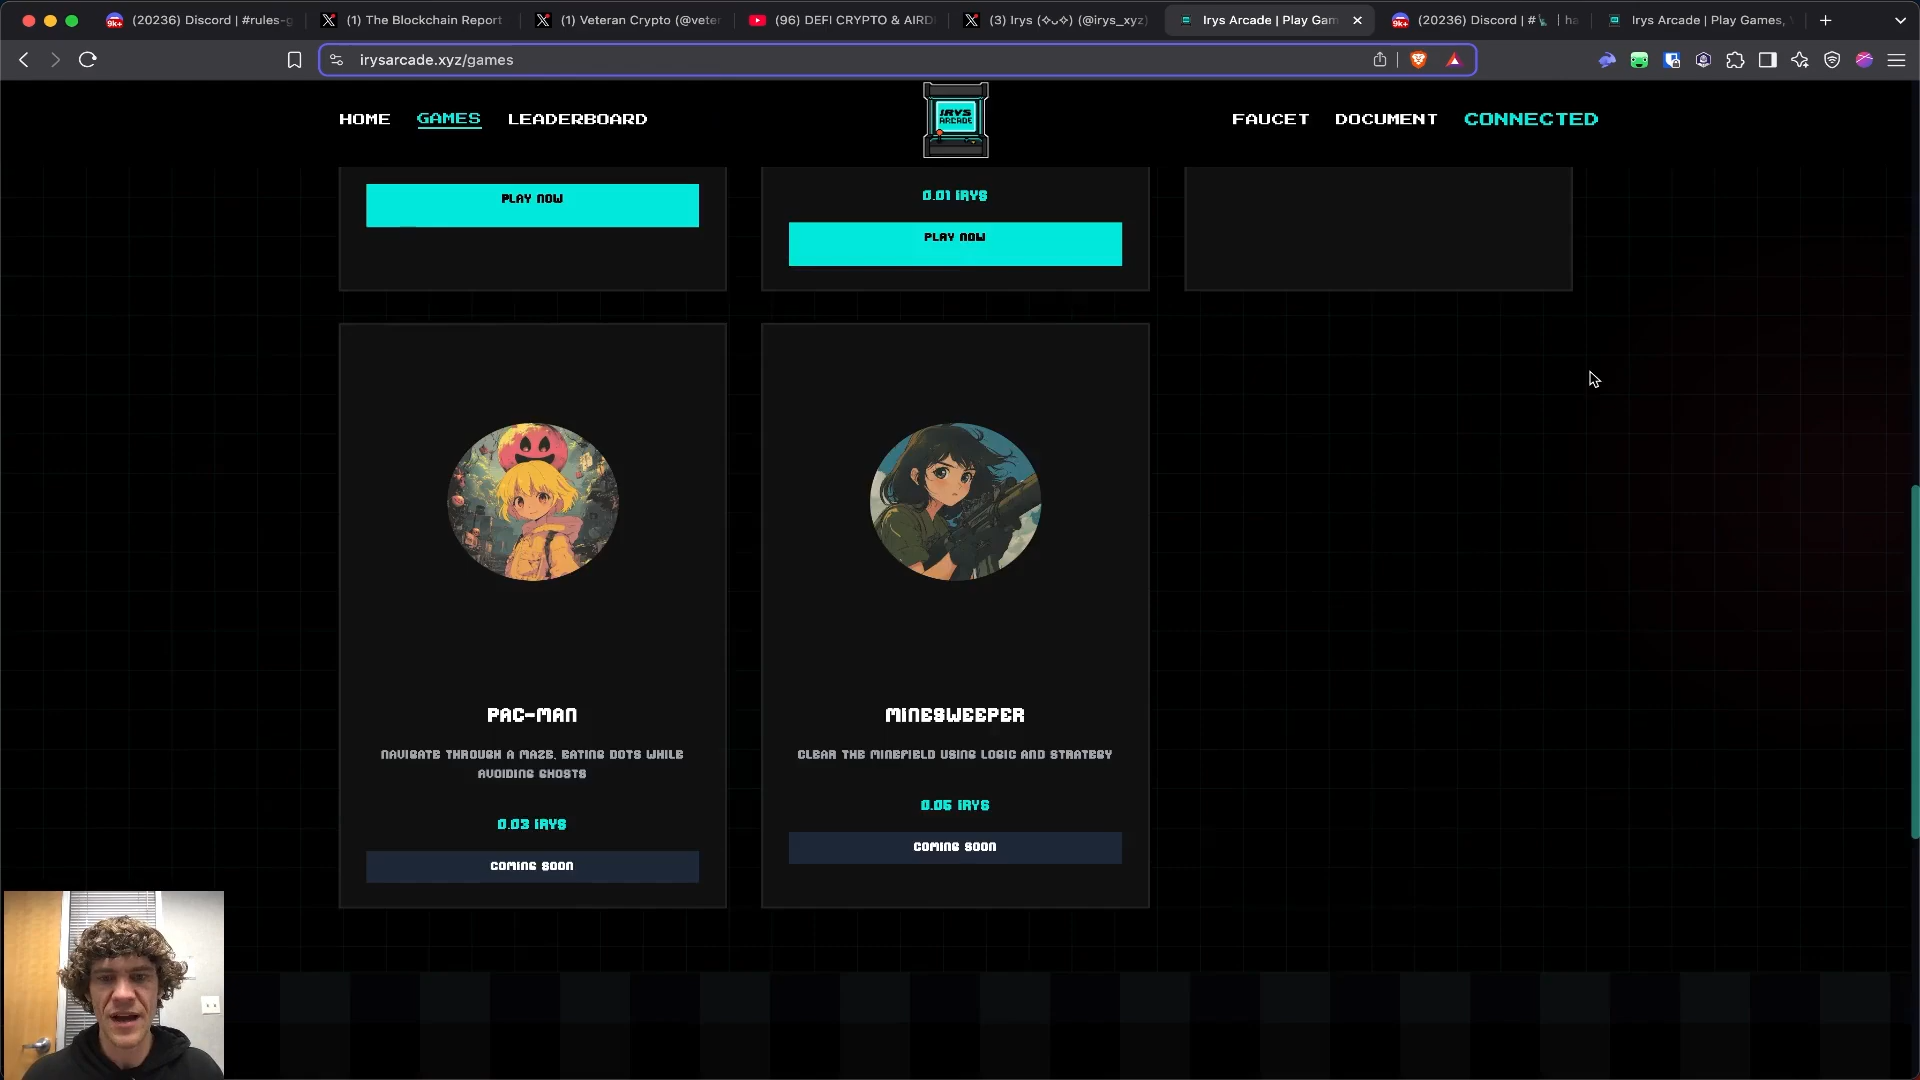 (20236) Discord | #rules-g
(1) The Blockchain Report
(1) Veteran Crypto (@veter
(96) DEFI CRYPTO & AIRD
(3) Irys (✧ᴗ✧) (@irys_xyz)
Irys Arcade | Play Gam
(20236) Discord | #
| ha
Irys Arcade | Play Games,
irysarcade.xyz/games
HOME
GAMES
LEADERBOARD
IRYS
ARCADE
FAUCET
DOCUMENT
CONNECTED
PLAY NOW
0.01 IRYS
PLAY NOW
PAC-MAN
NAVIGATE THROUGH A MAZE, EATING DOTS WHILE
AVOIDING GHOSTS
0.03 IRYS
COMING SOON
MINESWEEPER
CLEAR THE MINEFIELD USING LOGIC AND STRATEGY
0.05 IRYS
COMING SOON